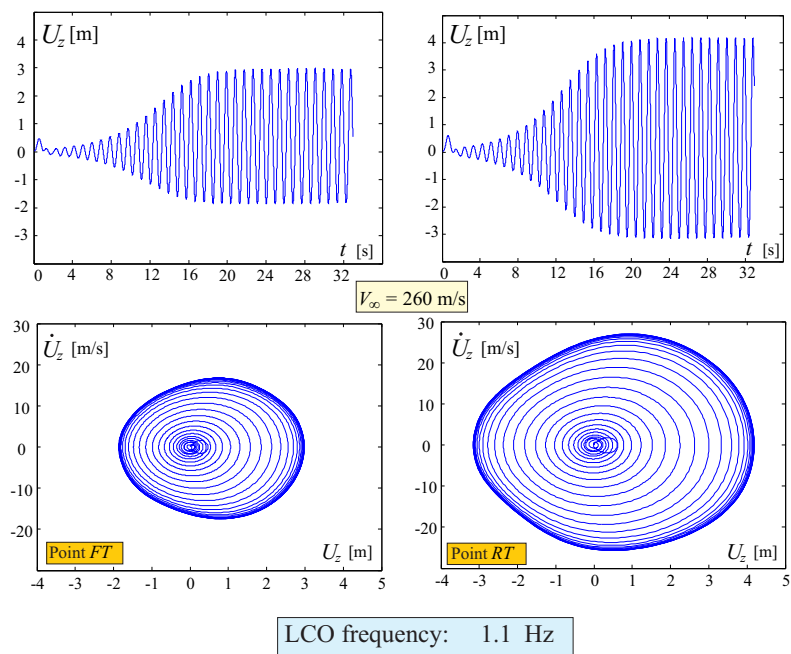 U_z [m]
4
3
2
1
0
-1
-2
-3
t [s]
0 4 8 12 16 20 24 28 32
U_z [m]
4
3
2
1
0
-1
-2
-3
t [s]
0 4 8 12 16 20 24 28 32
V∞ = 260 m/s
30
20
10
0
-10
-20
U̇_z [m/s]
Point FT
U_z [m]
-4 -3 -2 -1 0 1 2 3 4 5
30
20
10
0
-10
-20
U̇_z [m/s]
Point RT
U_z [m]
-4 -3 -2 -1 0 1 2 3 4 5
LCO frequency: 1.1 Hz